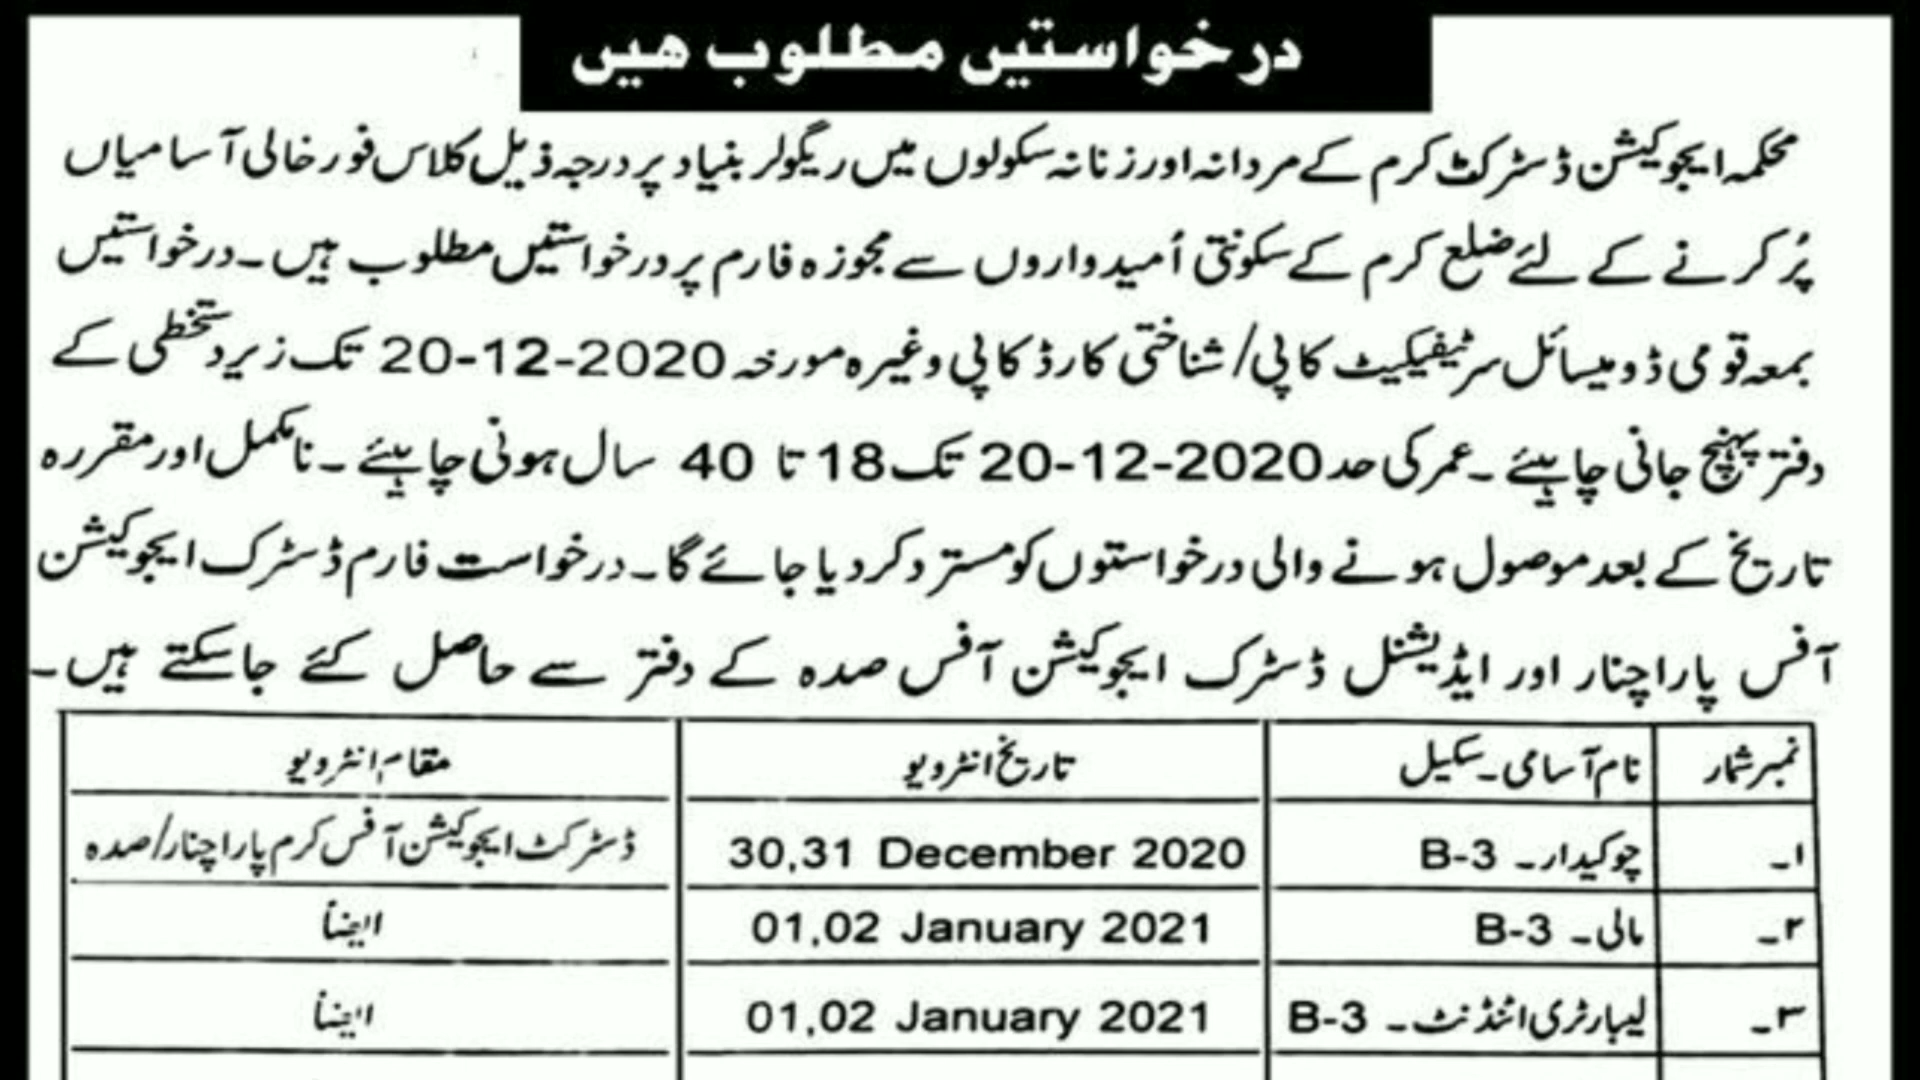 درخواستیں مطلوب ھیں
محکمہ ایجوکیشن ڈسٹرکٹ کرم کے مردانہ اور زنانہ سکولوں میں ریگولر بنیاد پر درجہ ذیل کلاس فور خالی آسامیاں
پُر کرنے کے لئے ضلع کرم کے سکونتی اُمیدواروں سے مجوزہ فارم پر درخواستیں مطلوب ہیں۔ درخواستیں
بمعہ قومی ڈومیسائل سرٹیفیکیٹ کاپی/شناختی کارڈ کاپی وغیرہ مورخہ 20-12-2020 تک زیر دستخطی کے
دفتر پہنچ جانی چاہیئے۔ عمر کی حد 20-12-2020 تک 18 تا 40 سال ہونی چاہیئے۔ نامکمل اور مقررہ
تاریخ کے بعد موصول ہونے والی درخواستوں کو مسترد کر دیا جائے گا۔ درخواست فارم ڈسٹرک ایجوکیشن
آفس پاراچنار اور ایڈیشنل ڈسٹرک ایجوکیشن آفس صدہ کے دفتر سے حاصل کئے جا سکتے ہیں۔
نمبر شمار نام آسامی۔ سکیل تاریخ انٹرویو مقام انٹرویو
۱۔ چوکیدار۔ B-3 30,31 December 2020 ڈسٹرکٹ ایجوکیشن آفس کرم پاراچنار/صدہ
۲۔ مالی۔ B-3 01,02 January 2021 ایضاً
۳۔ لیبارٹری اٹنڈنٹ۔ B-3 01,02 January 2021 ایضاً